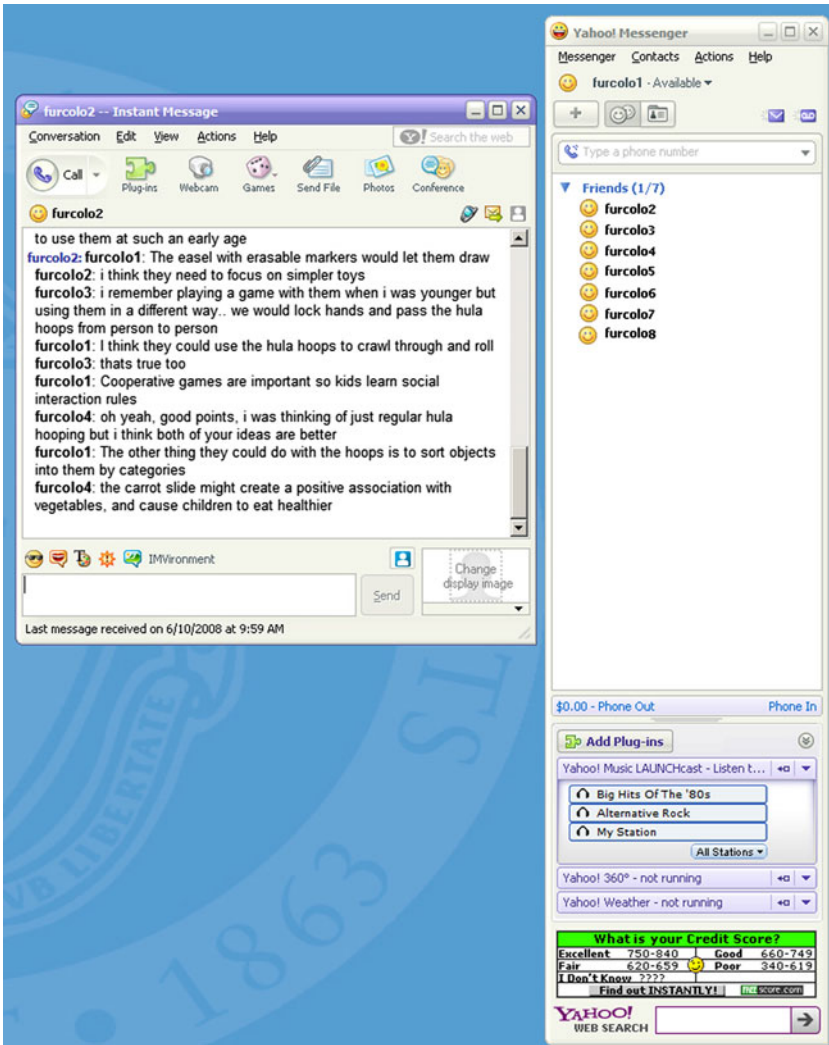 Yahoo! Messenger
Messenger Contacts Actions Help
furcolo1 - Available
Type a phone number
Friends (1/7)
furcolo2
furcolo3
furcolo4
furcolo5
furcolo6
furcolo7
furcolo8
furcolo2 -- Instant Message
Conversation Edit View Actions Help
Search the web
Call
Plug-ins Webcam Games Send File Photos Conference
furcolo2
to use them at such an early age
furcolo2: furcolo1: The easel with erasable markers would let them draw
furcolo2: i think they need to focus on simpler toys
furcolo3: i remember playing a game with them when i was younger but
using them in a different way.. we would lock hands and pass the hula
hoops from person to person
furcolo1: I think they could use the hula hoops to crawl through and roll
furcolo3: thats true too
furcolo1: Cooperative games are important so kids learn social
interaction rules
furcolo4: oh yeah, good points, i was thinking of just regular hula
hooping but i think both of your ideas are better
furcolo1: The other thing they could do with the hoops is to sort objects
into them by categories
furcolo4: the carrot slide might create a positive association with
vegetables, and cause children to eat healthier
IMVironment
Change
display image
Send
Last message received on 6/10/2008 at 9:59 AM
$0.00 - Phone Out Phone In
Add Plug-ins
Yahoo! Music LAUNCHcast - Listen t...
Big Hits Of The '80s
Alternative Rock
My Station
All Stations
Yahoo! 360° - not running
Yahoo! Weather - not running
What is your Credit Score?
Excellent 750-840 Good 660-749
Fair 620-659 Poor 340-619
I Don't Know ????
Find out INSTANTLY! freescore.com
YAHOO!
WEB SEARCH
VB LIBERTATE
1863
TS